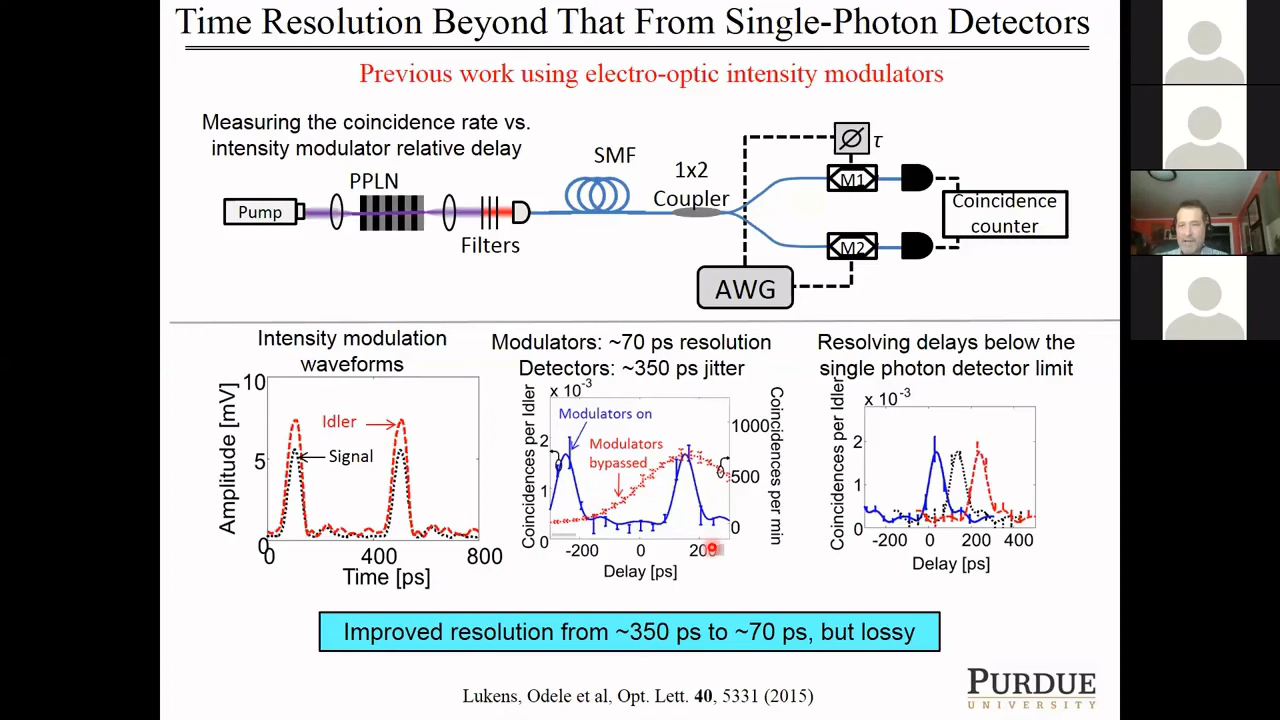 Time Resolution Beyond That From Single-Photon Detectors
Previous work using electro-optic intensity modulators
Measuring the coincidence rate vs.
intensity modulator relative delay
PPLN
Pump
Filters
SMF
1x2
Coupler
τ
M1
M2
AWG
Coincidence
counter
Intensity modulation
waveforms
Amplitude [mV]
10
5
0
Idler
Signal
0
400
800
Time [ps]
Modulators: ~70 ps resolution
Detectors: ~350 ps jitter
x 10⁻³
Coincidences per Idler
2
1
0
Modulators on
Modulators
bypassed
1000
500
0
Coincidences per min
-200
0
200
Delay [ps]
Resolving delays below the
single photon detector limit
x 10⁻³
Coincidences per Idler
2
1
0
-200
0
200
400
Delay [ps]
Improved resolution from ~350 ps to ~70 ps, but lossy
Lukens, Odele et al, Opt. Lett. 40, 5331 (2015)
PURDUE
UNIVERSITY